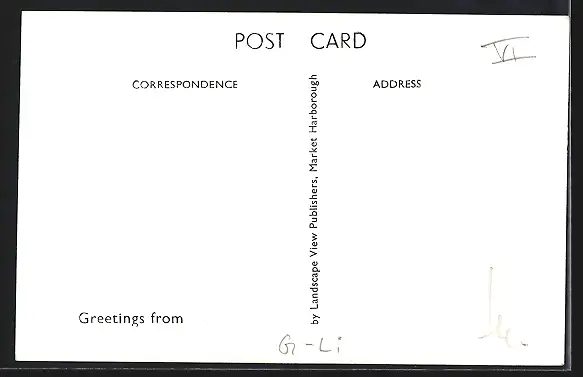 POST CARD
VI
CORRESPONDENCE
ADDRESS
by Landscape View Publishers, Market Harborough
Greetings from
G-Li